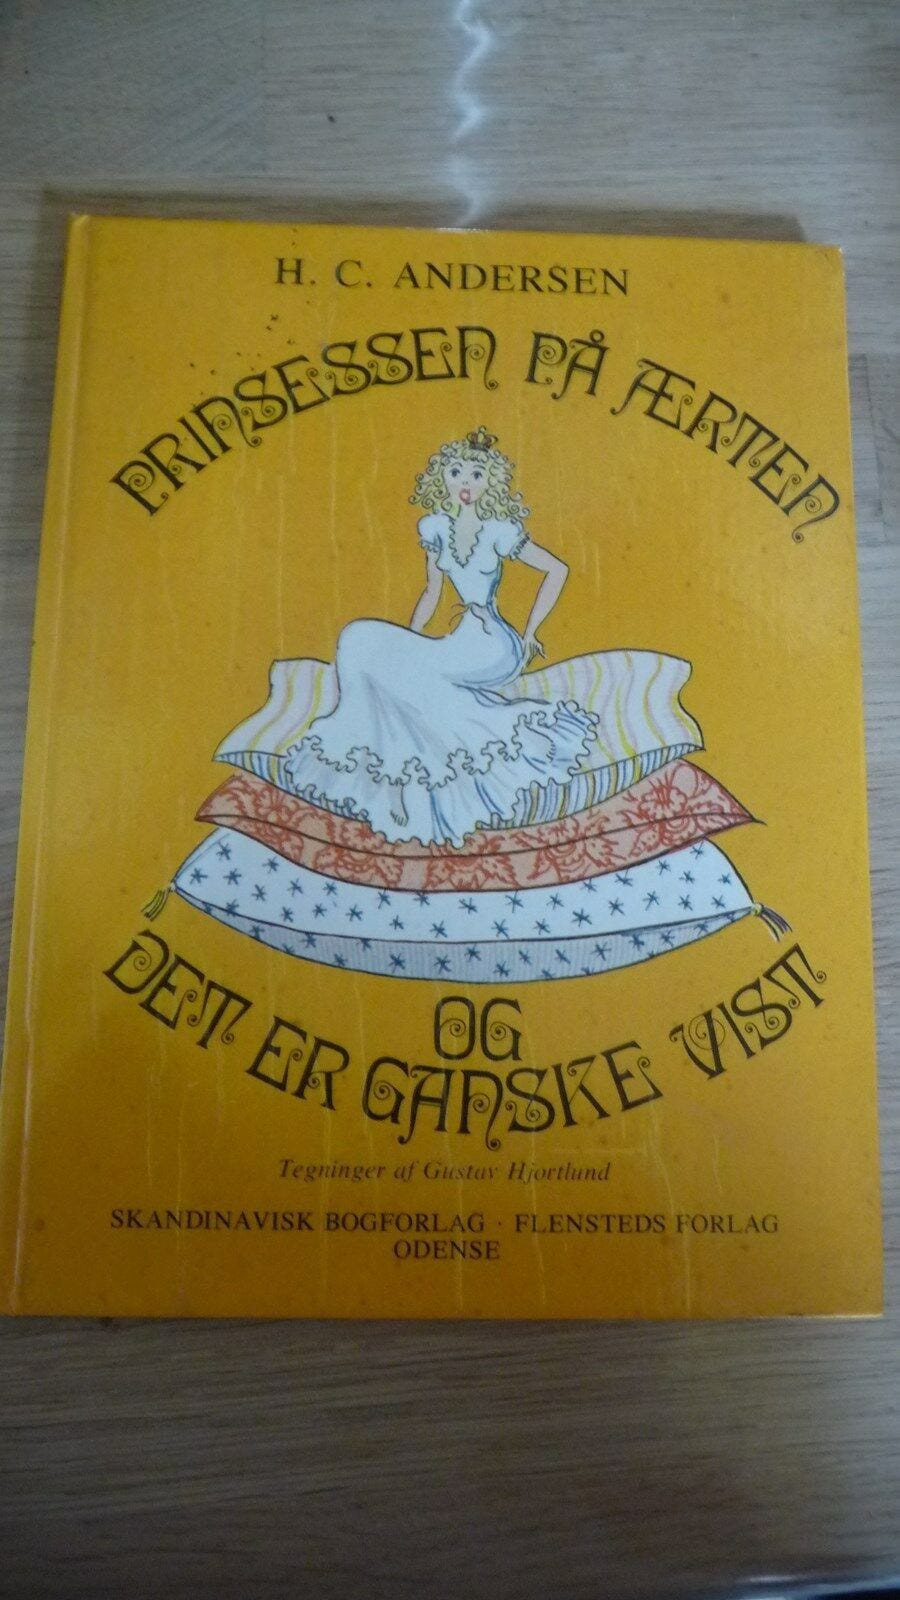 H. C. ANDERSEN
PRINSESSEN PÅ ÆRTEN
OG
DET ER GANSKE VIST
Tegninger af Gustav Hjortlund
SKANDINAVISK BOGFORLAG · FLENSTEDS FORLAG
ODENSE